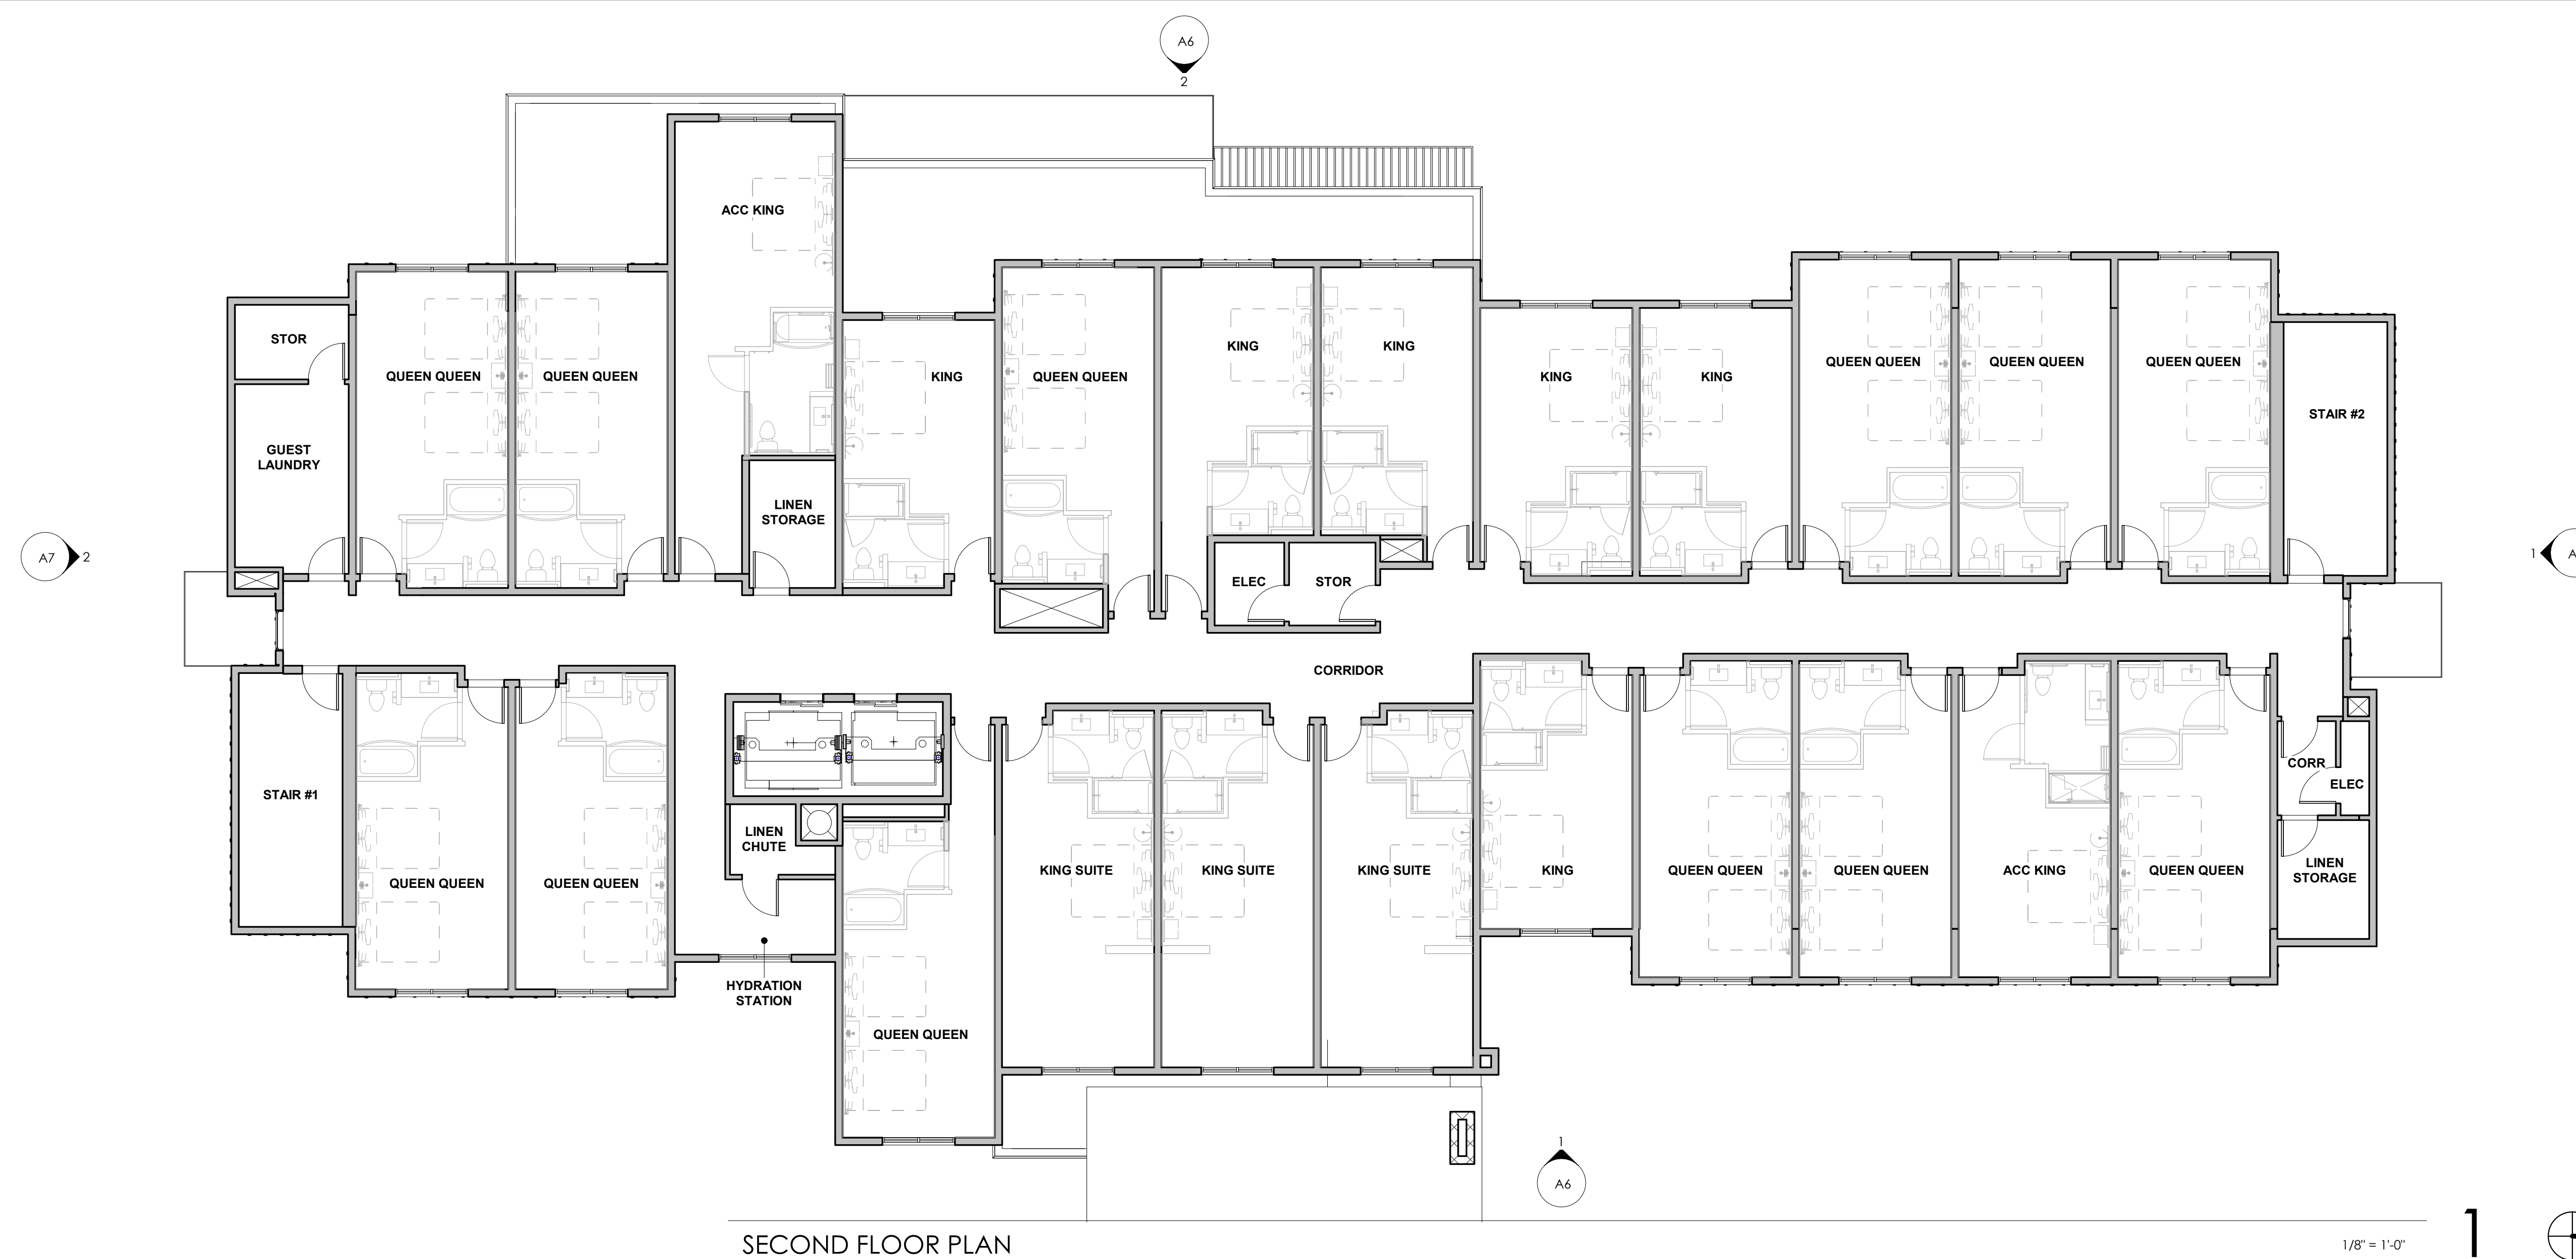 A6
2
ACC KING
STOR
KING
KING
QUEEN QUEEN
QUEEN QUEEN
QUEEN QUEEN
QUEEN QUEEN
QUEEN QUEEN
KING
QUEEN QUEEN
KING
KING
STAIR #2
GUEST
LAUNDRY
LINEN
STORAGE
A7
2
1
ELEC
STOR
CORRIDOR
CORR
ELEC
STAIR #1
LINEN
CHUTE
QUEEN QUEEN
QUEEN QUEEN
KING SUITE
KING SUITE
KING SUITE
KING
QUEEN QUEEN
QUEEN QUEEN
ACC KING
QUEEN QUEEN
LINEN
STORAGE
HYDRATION
STATION
QUEEN QUEEN
1
A6
SECOND FLOOR PLAN
1/8" = 1'-0"
1